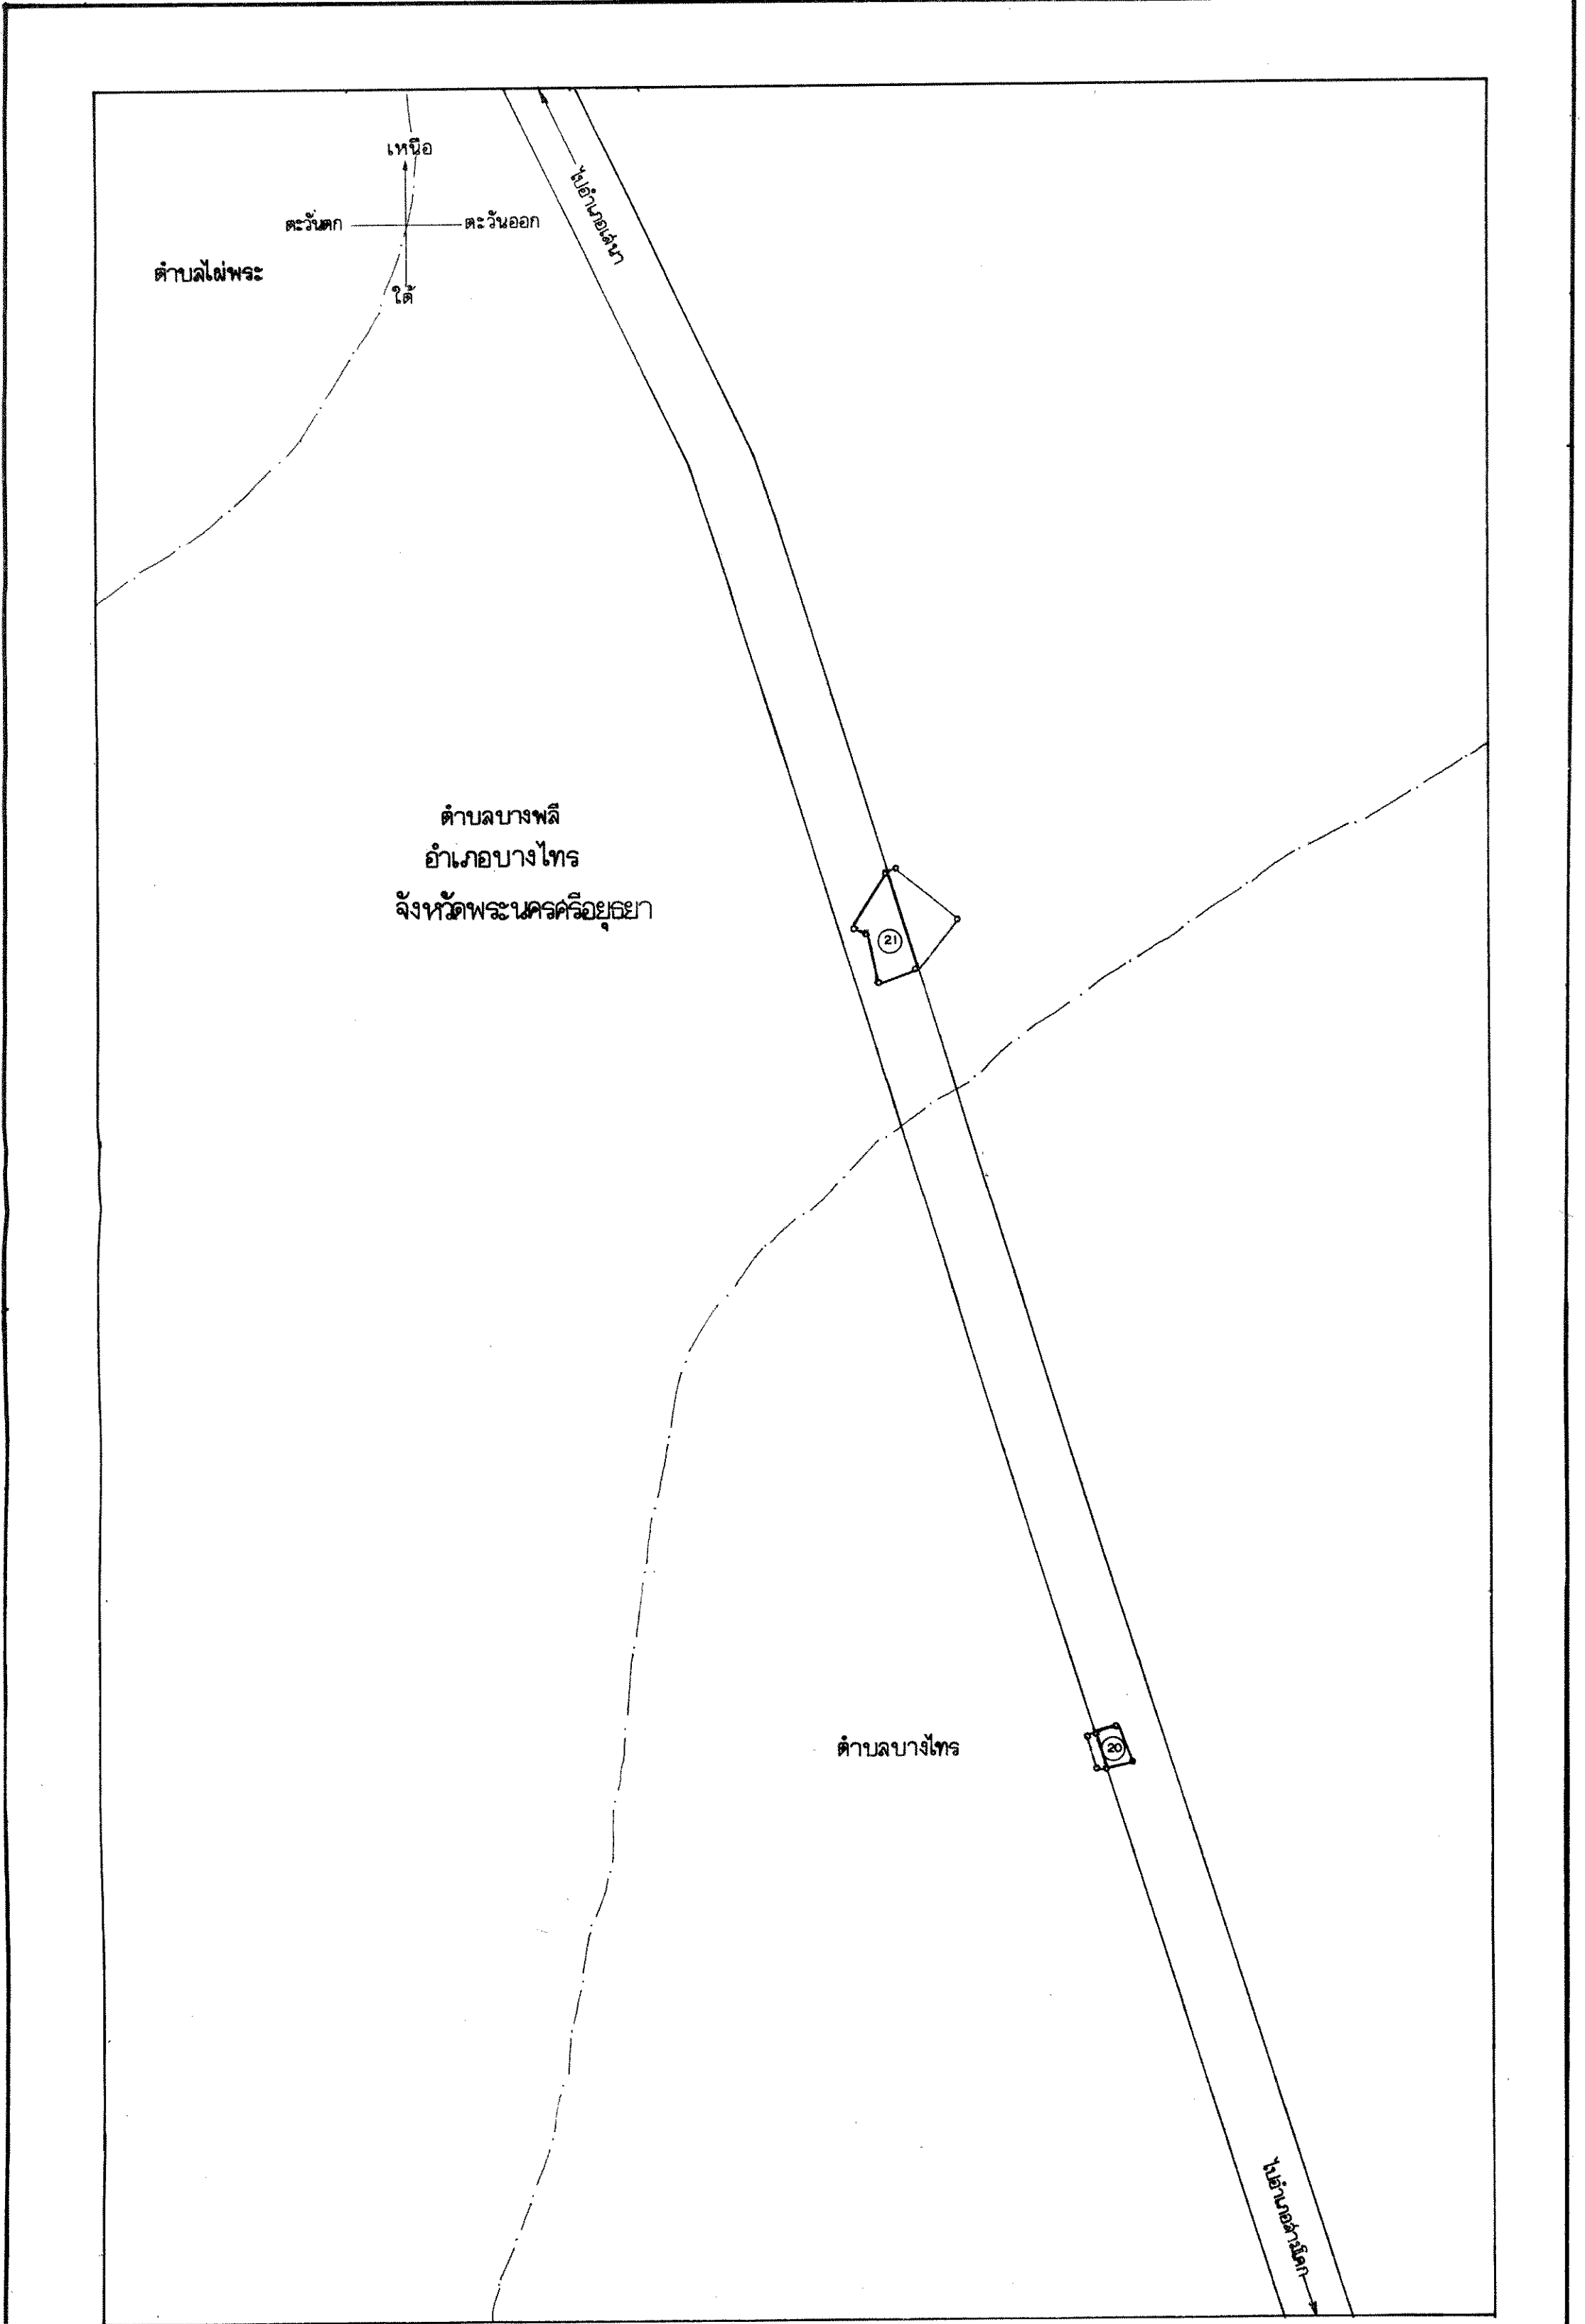 เหนือ
ตะวันตก
ตะวันออก
ใต้
ไปอำเภอเสนา
ตำบลไผ่พระ
ตำบลบางพลี
อำเภอบางไทร
จังหวัดพระนครศรีอยุธยา
21
ตำบลบางไทร
20
ไปอำเภอสามโคก